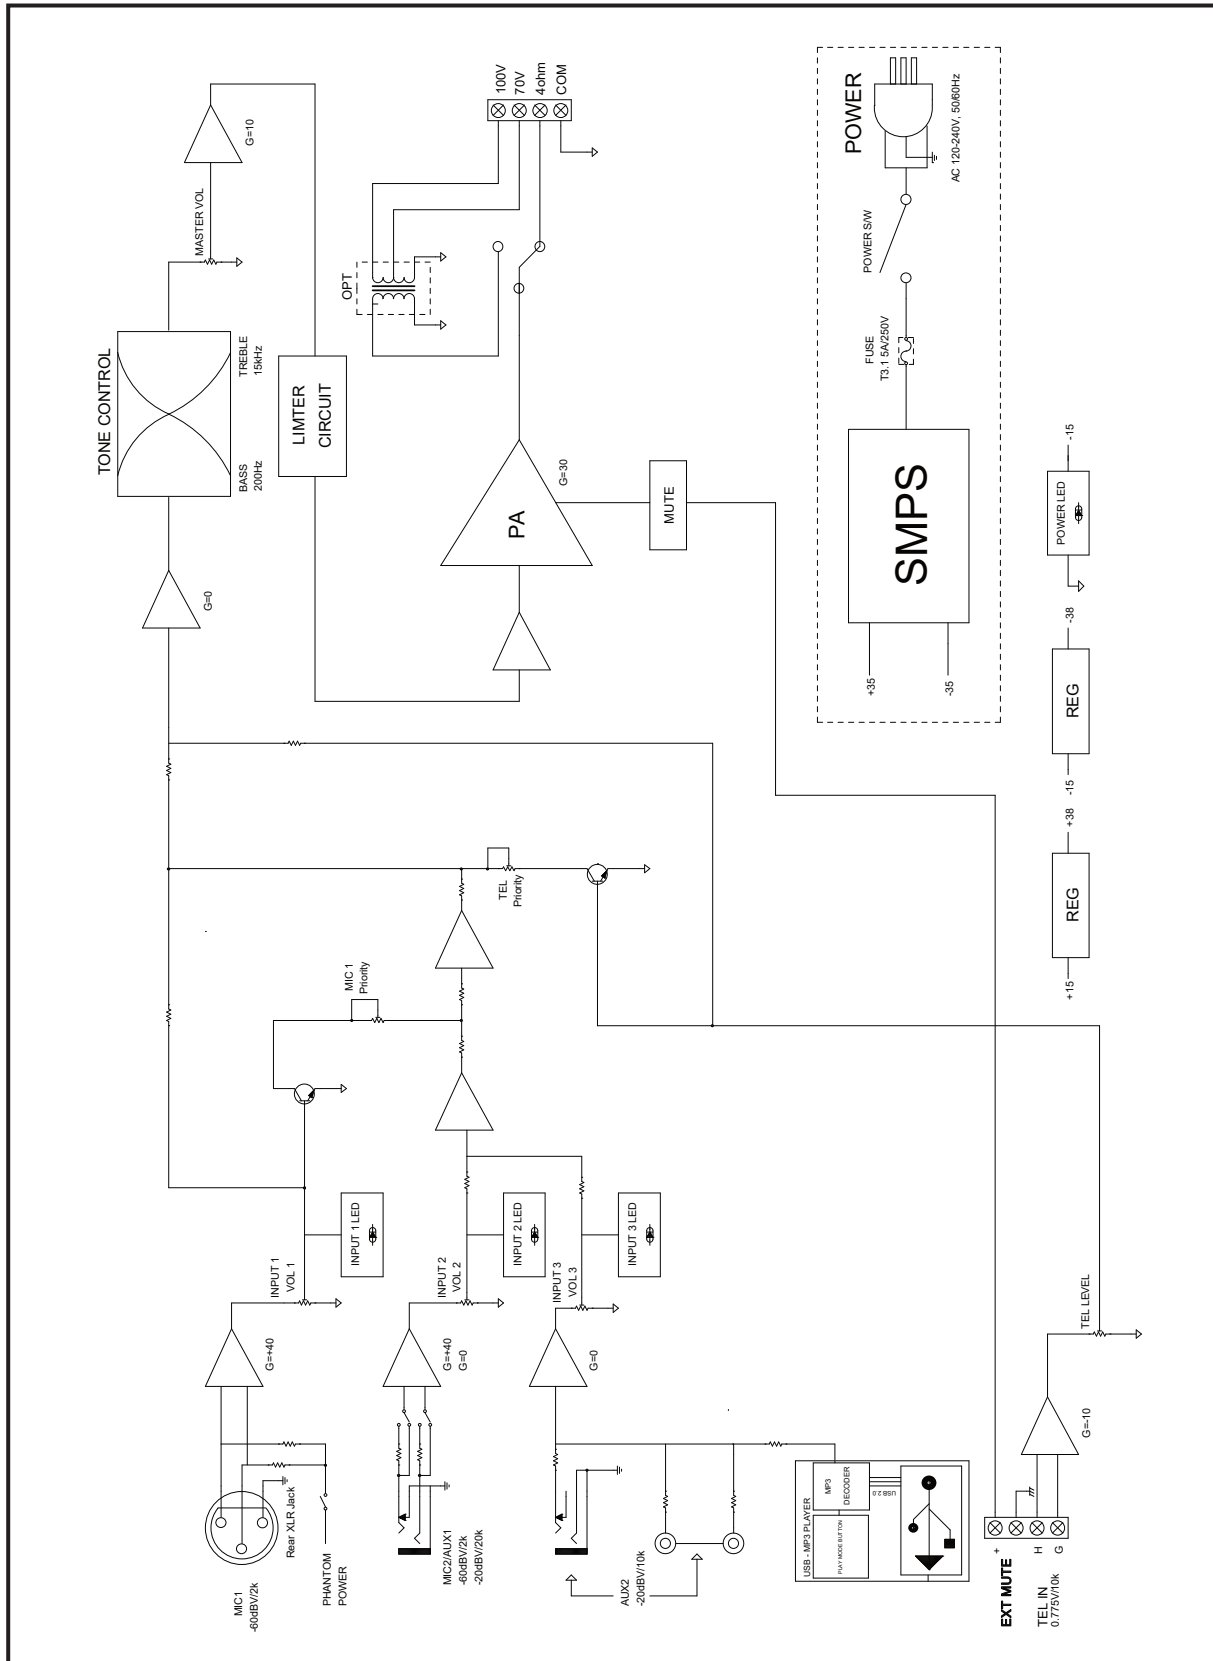 MIC1
-60dBV/2k
Rear XLR Jack
PHANTOM
POWER
G=+40
INPUT 1
VOL 1
INPUT 1 LED
MIC 1
Priority
MIC2/AUX1
-60dBV/2k
-20dBV/20k
G=+40
G=0
INPUT 2
VOL 2
INPUT 2 LED
AUX2
-20dBV/10k
G=0
INPUT 3
VOL 3
INPUT 3 LED
USB - MP3 PLAYER
PLAY MODE BUTTON
MP3
DECODER
USB 2.0
EXT MUTE
+
TEL IN
0.775V/10k
H
G
G=-10
TEL LEVEL
TEL
Priority
G=0
TONE CONTROL
BASS
200Hz
TREBLE
15kHz
MASTER VOL
G=10
LIMTER
CIRCUIT
PA
G=30
MUTE
OPT
100V
70V
4ohm
COM
POWER
AC 120-240V, 50/60Hz
POWER S/W
FUSE
T3.15A/250V
SMPS
+35
-35
+15
REG
+38
-15
REG
-38
POWER LED
-15